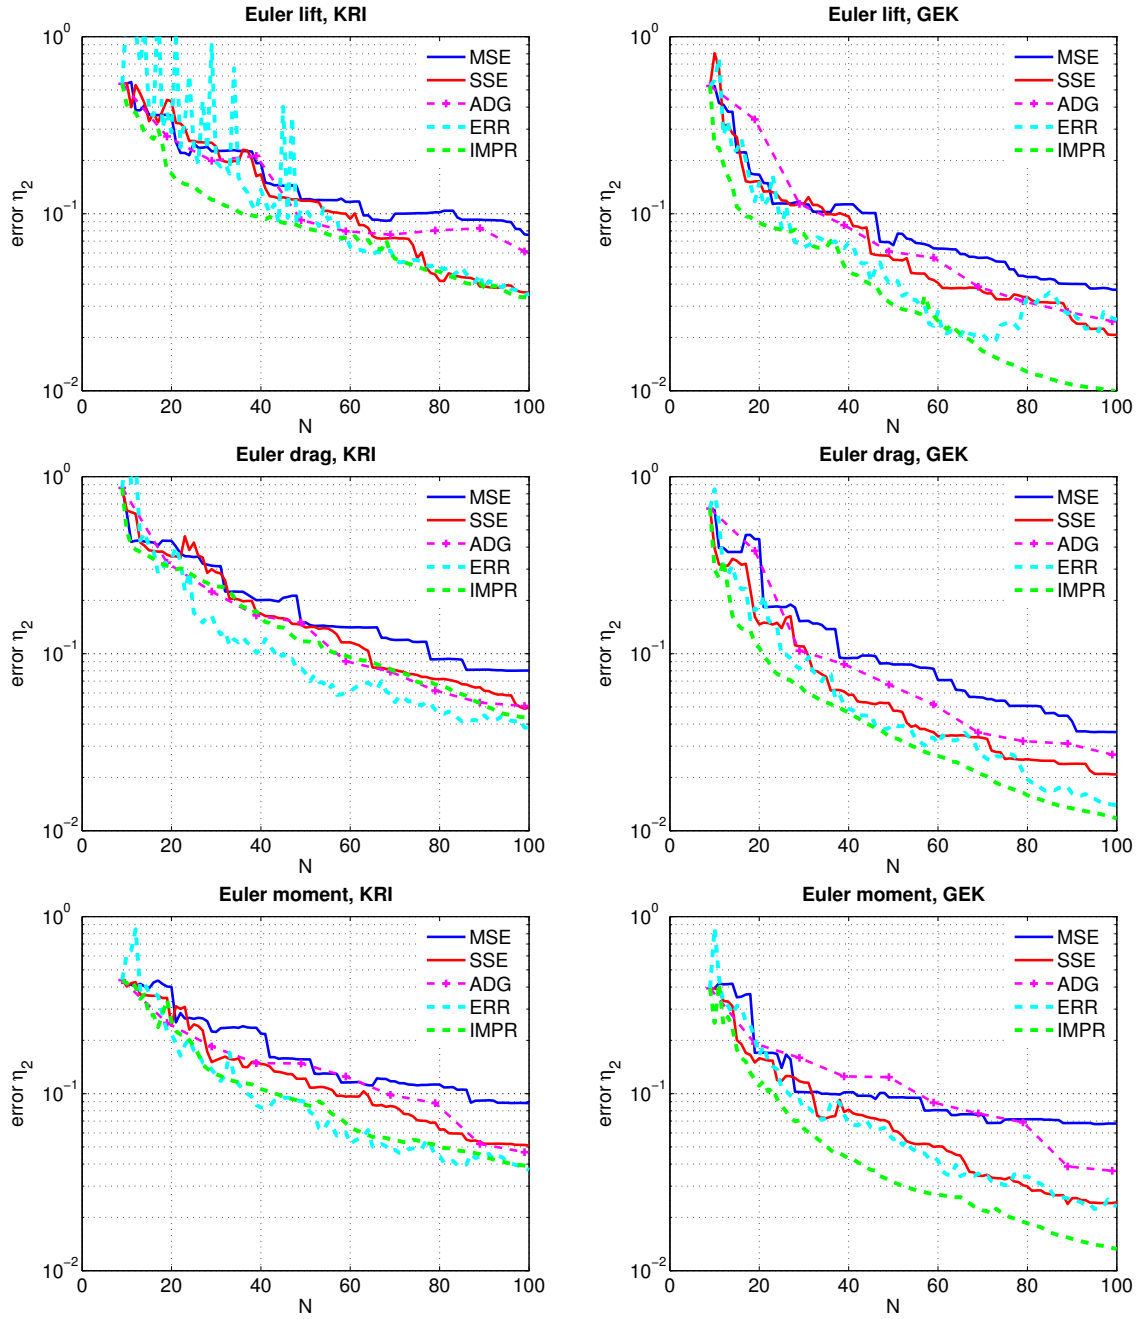 Euler lift, KRI
10^0
10^-1
10^-2
error η_2
MSE
SSE
ADG
ERR
IMPR
0 20 40 60 80 100
N
Euler lift, GEK
10^0
10^-1
10^-2
error η_2
MSE
SSE
ADG
ERR
IMPR
0 20 40 60 80 100
N
Euler drag, KRI
10^0
10^-1
10^-2
error η_2
MSE
SSE
ADG
ERR
IMPR
0 20 40 60 80 100
N
Euler drag, GEK
10^0
10^-1
10^-2
error η_2
MSE
SSE
ADG
ERR
IMPR
0 20 40 60 80 100
N
Euler moment, KRI
10^0
10^-1
10^-2
error η_2
MSE
SSE
ADG
ERR
IMPR
0 20 40 60 80 100
N
Euler moment, GEK
10^0
10^-1
10^-2
error η_2
MSE
SSE
ADG
ERR
IMPR
0 20 40 60 80 100
N